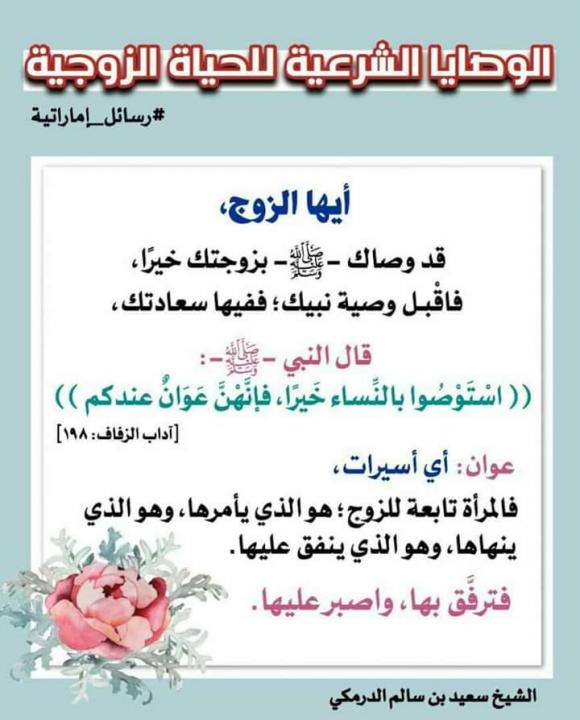 الوصايا الشرعية للحياة الزوجية
#رسائل_إماراتية
أيها الزوج،
قد وصاك -ﷺ- بزوجتك خيرًا،
فاقْبل وصية نبيك؛ ففيها سعادتك،
قال النبي -ﷺ-:
(( اسْتَوْصُوا بالنِّساء خَيرًا، فإنَّهْنَّ عَوَانٌ عندكم ))
[آداب الزفاف: ١٩٨]
عوان: أي أسيرات،
فالمرأة تابعة للزوج؛ هو الذي يأمرها، وهو الذي
ينهاها، وهو الذي ينفق عليها.
فترفَّق بها، واصبر عليها.
الشيخ سعيد بن سالم الدرمكي